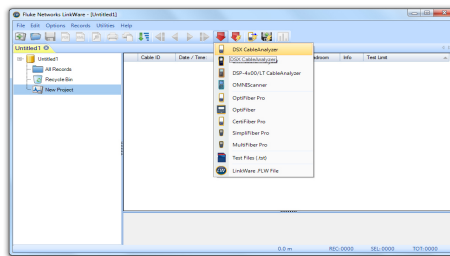 Fluke Networks LinkWare - [Untitled1]
File Edit Options Records Utilities Help
Untitled1
Untitled1
All Records
Recycle Bin
New Project
Cable ID Date / Time: Headroom Info Test Limit
DSX CableAnalyzer
DSX CableAnalyzer
DSP-4x00/LT CableAnalyzer
OMNIScanner
OptiFiber Pro
OptiFiber
CertiFiber Pro
SimpliFiber Pro
MultiFiber Pro
Test Files (.tst)
LinkWare .FLW File
0.0 m REC:0000 SEL:0000 TOT:0000